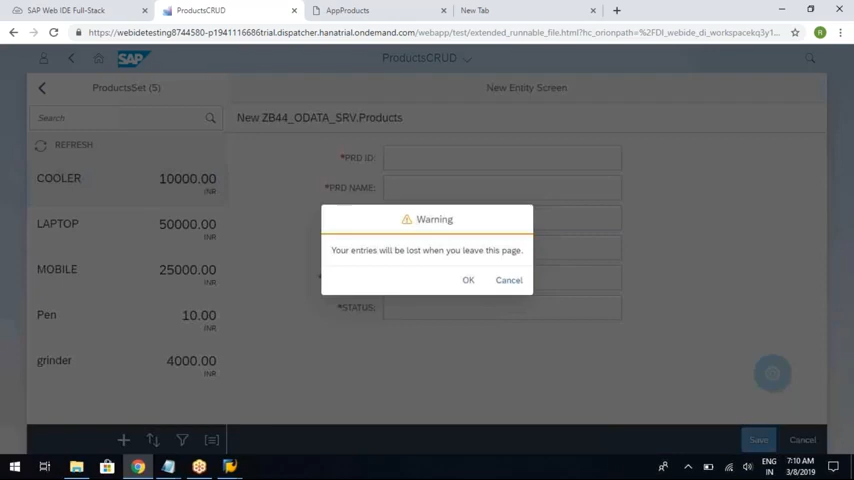 SAP Web IDE Full-Stack
ProductsCRUD
AppProducts
New Tab
https://webidetesting8744580-p1941116686trial.dispatcher.hanatrial.ondemand.com/webapp/test/extended_runnable_file.html?hc_orionpath=%2FDI_webide_di_workspacekq3y1...
R
SAP
ProductsCRUD
ProductsSet (5)
New Entity Screen
Search
New ZB44_ODATA_SRV.Products
REFRESH
*PRD ID:
COOLER
10000.00
INR
*PRD NAME:
LAPTOP
50000.00
INR
Warning
Your entries will be lost when you leave this page.
OK
Cancel
MOBILE
25000.00
INR
*STATUS:
Pen
10.00
INR
grinder
4000.00
INR
Save
Cancel
ENG
IN
7:10 AM
3/8/2019